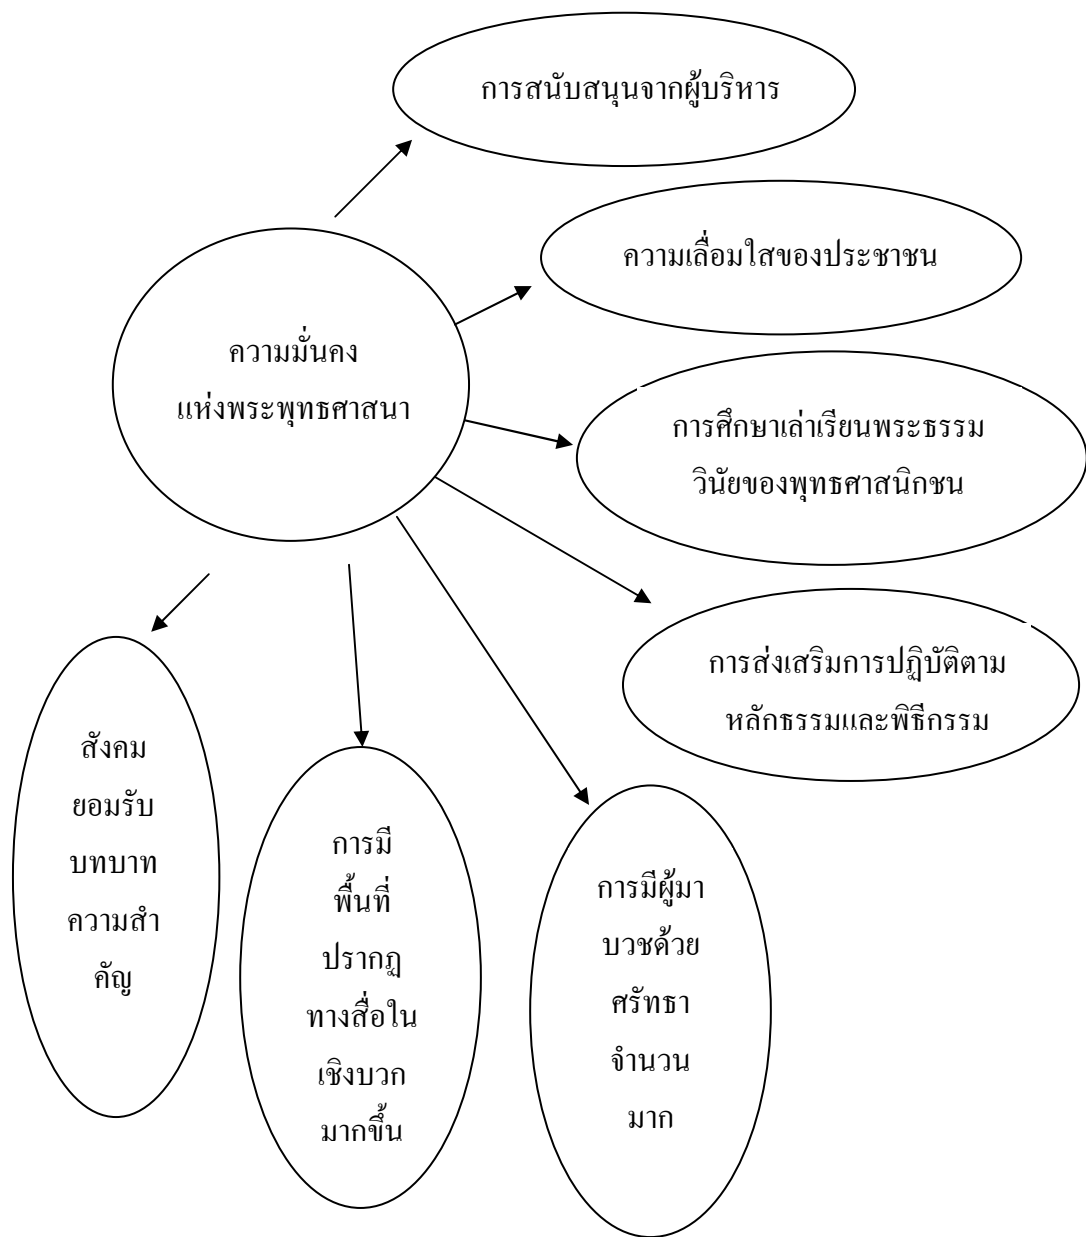 การสนับสนุนจากผู้บริหาร
ความเลื่อมใสของประชาชน
ความมั่นคง
แห่งพระพุทธศาสนา
การศึกษาเล่าเรียนพระธรรม
วินัยของพุทธศาสนิกชน
การส่งเสริมการปฏิบัติตาม
หลักธรรมและพิธีกรรม
สังคม
ยอมรับ
บทบาท
ความสำ
คัญ
การมี
พื้นที่
ปรากฏ
ทางสื่อใน
เชิงบวก
มากขึ้น
การมีผู้มา
บวชด้วย
ศรัทธา
จำนวน
มาก